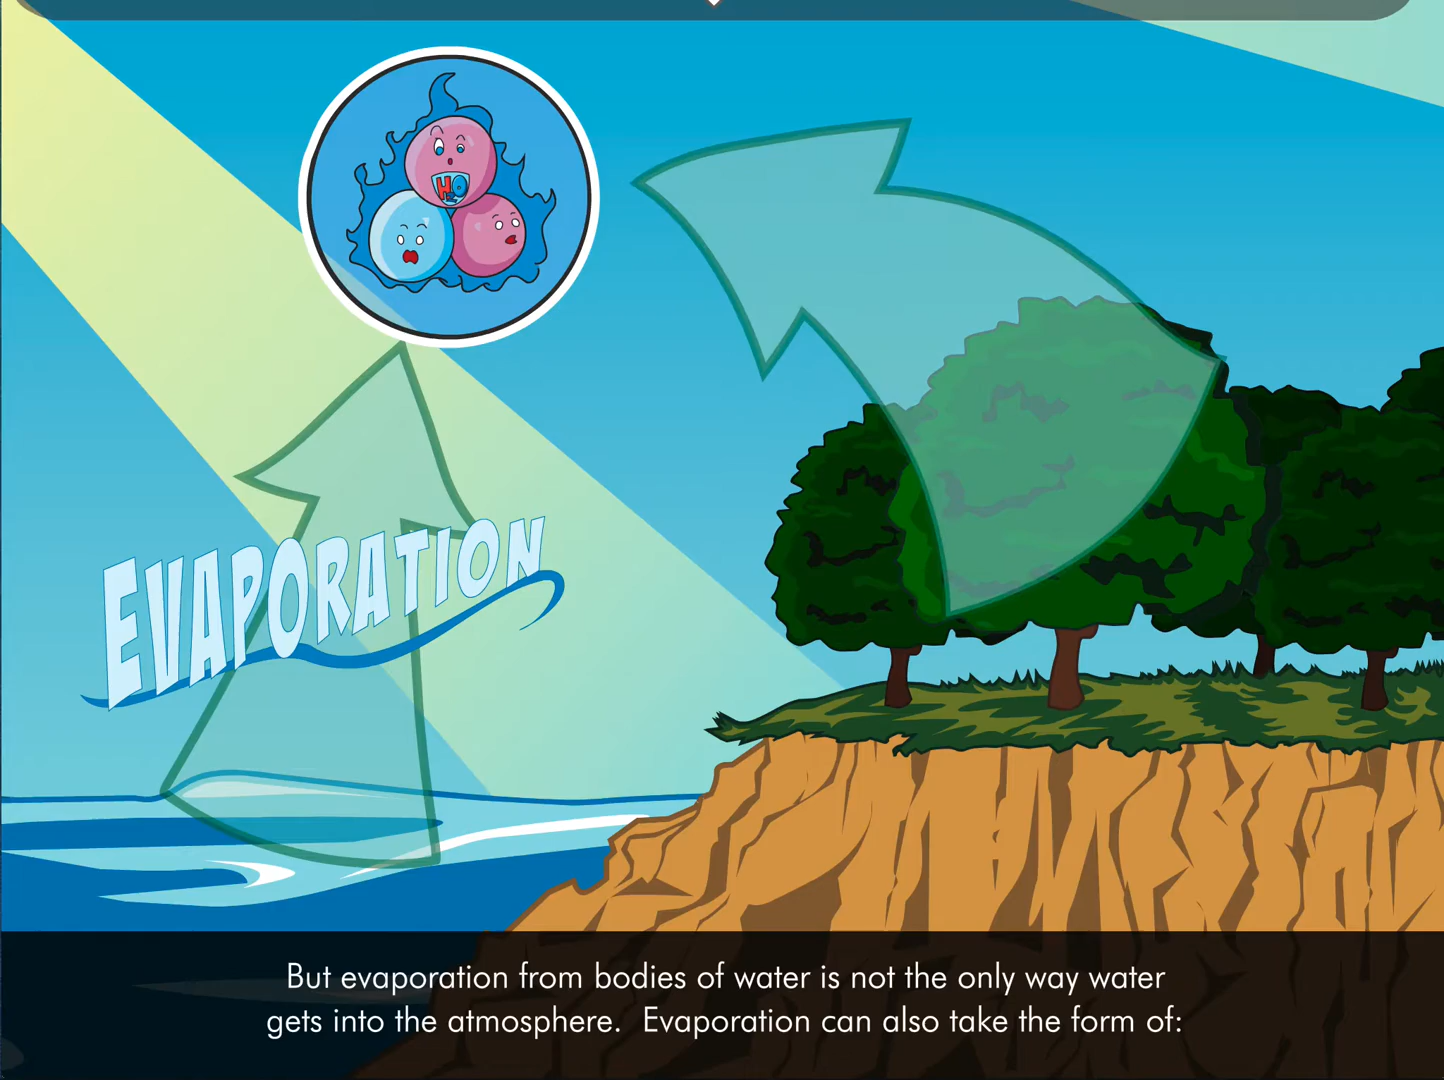 H2O
EVAPORATION
But evaporation from bodies of water is not the only way water
gets into the atmosphere.  Evaporation can also take the form of: